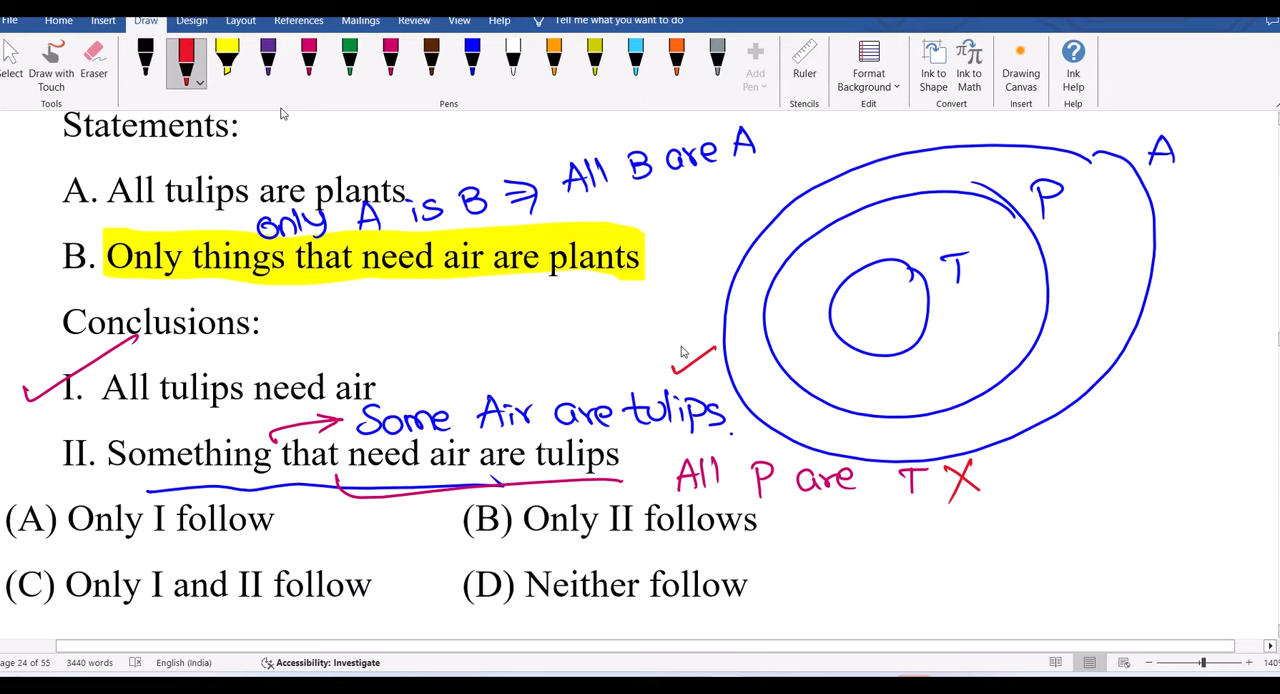 File Home Insert Draw Design Layout References Mailings Review View Help Tell me what you want to do
Select Draw with Touch Eraser Add Pen Ruler Format Background Ink to Shape Ink to Math Drawing Canvas Ink Help
Tools Pens Stencils Edit Convert Insert Help
Statements:
All B are A
A. All tulips are plants
Only A is B ⇒
B. Only things that need air are plants
Conclusions:
I. All tulips need air
Some Air are tulips.
II. Something that need air are tulips
All P are T X
(A) Only I follow (B) Only II follows
(C) Only I and II follow (D) Neither follow
A
P
T
age 24 of 55 3440 words English (India) Accessibility: Investigate 140